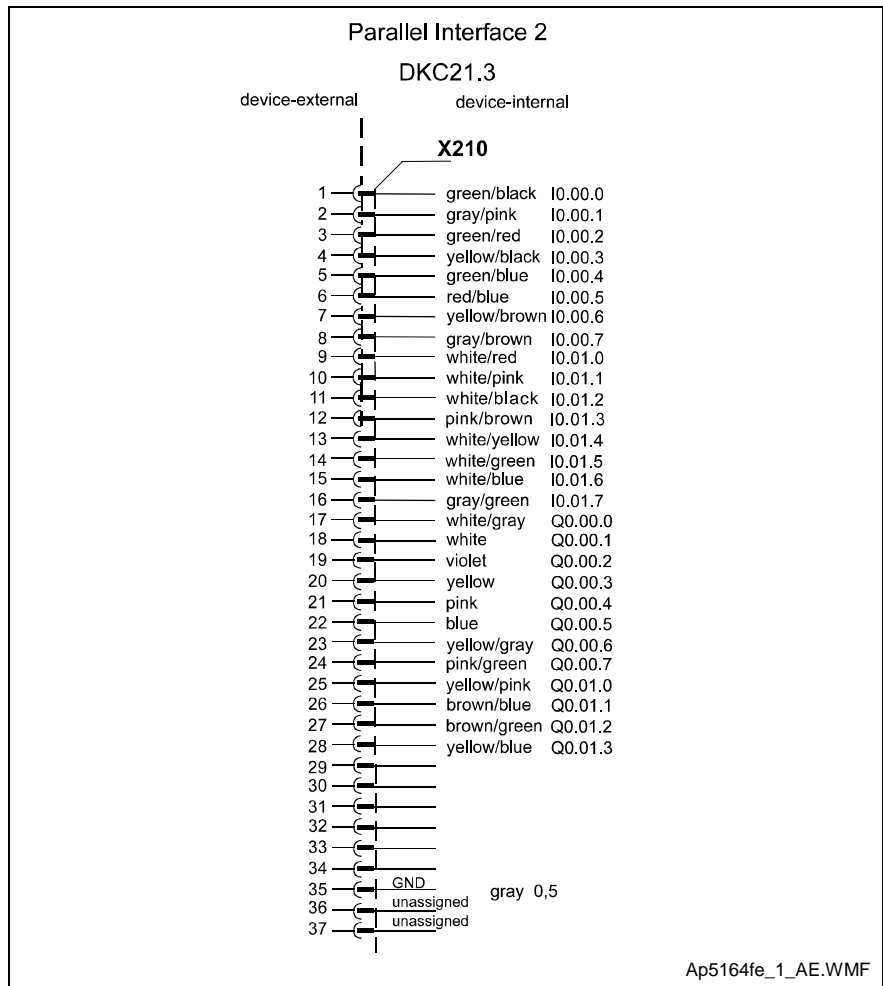 Parallel Interface 2
DKC21.3
device-external device-internal
X210
1 green/black I0.00.0
2 gray/pink I0.00.1
3 green/red I0.00.2
4 yellow/black I0.00.3
5 green/blue I0.00.4
6 red/blue I0.00.5
7 yellow/brown I0.00.6
8 gray/brown I0.00.7
9 white/red I0.01.0
10 white/pink I0.01.1
11 white/black I0.01.2
12 pink/brown I0.01.3
13 white/yellow I0.01.4
14 white/green I0.01.5
15 white/blue I0.01.6
16 gray/green I0.01.7
17 white/gray Q0.00.0
18 white Q0.00.1
19 violet Q0.00.2
20 yellow Q0.00.3
21 pink Q0.00.4
22 blue Q0.00.5
23 yellow/gray Q0.00.6
24 pink/green Q0.00.7
25 yellow/pink Q0.01.0
26 brown/blue Q0.01.1
27 brown/green Q0.01.2
28 yellow/blue Q0.01.3
29
30
31
32
33
34
35 GND gray 0,5
36 unassigned
37 unassigned
Ap5164fe_1_AE.WMF